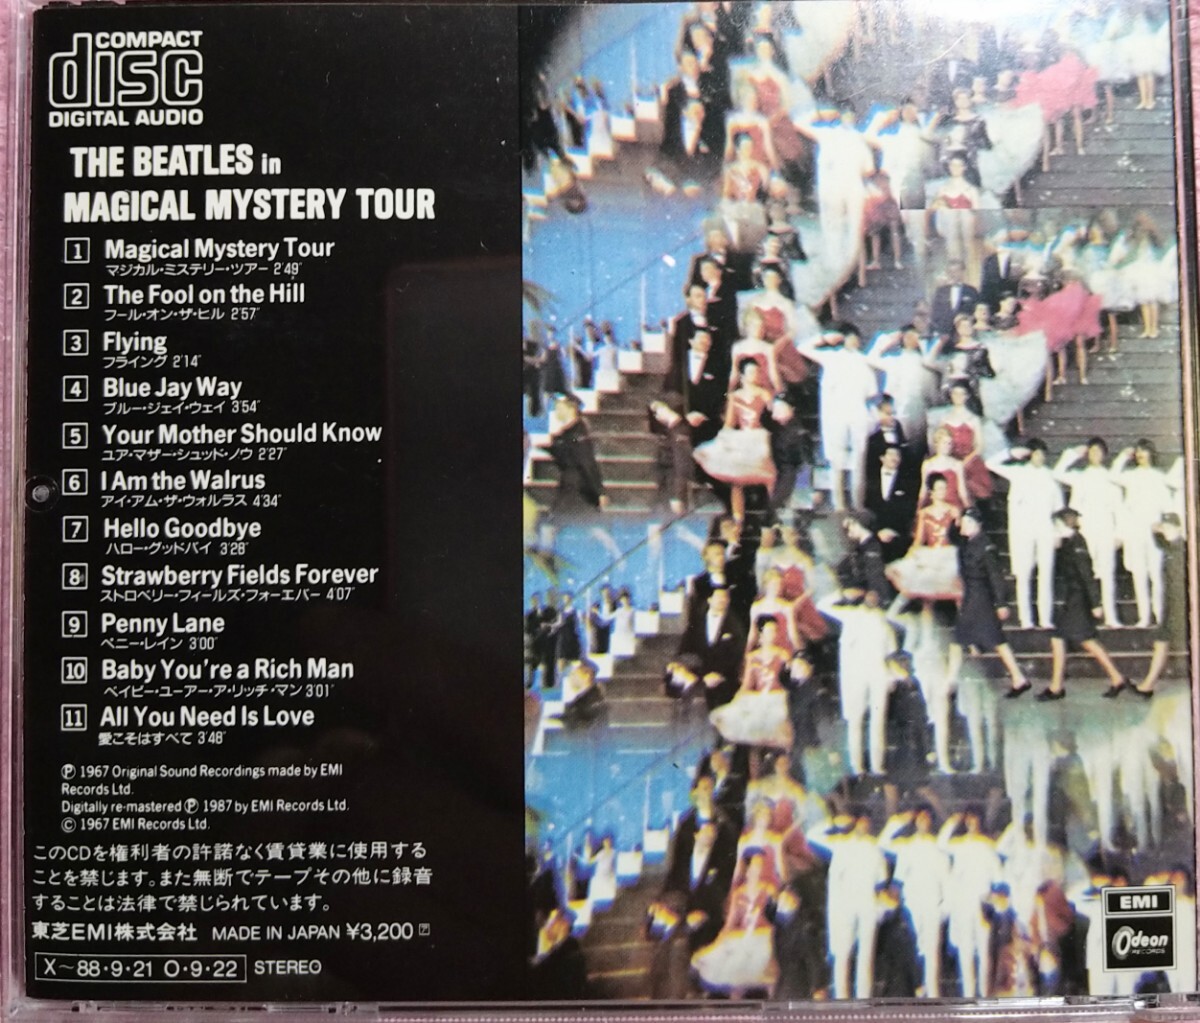 COMPACT
disc
DIGITAL AUDIO
THE BEATLES in
MAGICAL MYSTERY TOUR
1 Magical Mystery Tour
マジカル・ミステリー・ツアー 2'49"
2 The Fool on the Hill
フール・オン・ザ・ヒル 2'57"
3 Flying
フライング 2'14"
4 Blue Jay Way
ブルー・ジェイ・ウェイ 3'54"
5 Your Mother Should Know
ユア・マザー・シュッド・ノウ 2'27"
6 I Am the Walrus
アイ・アム・ザ・ウォルラス 4'34"
7 Hello Goodbye
ハロー・グッドバイ 3'28"
8 Strawberry Fields Forever
ストロベリー・フィールズ・フォーエバー 4'07"
9 Penny Lane
ペニー・レイン 3'00"
10 Baby You're a Rich Man
ベイビー・ユーアー・ア・リッチ・マン 3'01"
11 All You Need Is Love
愛こそはすべて 3'48"
Ⓟ 1967 Original Sound Recordings made by EMI
Records Ltd.
Digitally re-mastered Ⓟ 1987 by EMI Records Ltd.
© 1967 EMI Records Ltd.
このCDを権利者の許諾なく賃貸業に使用する
ことを禁じます。また無断でテープその他に録音
することは法律で禁じられています。
東芝EMI株式会社 MADE IN JAPAN ¥3,200
X〜88・9・21 O・9・22 STEREO
EMI
Odeon
RECORDS